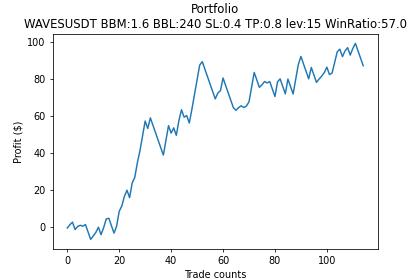 Portfolio
WAVESUSDT BBM:1.6 BBL:240 SL:0.4 TP:0.8 lev:15 WinRatio:57.0
100
80
60
40
20
0
Profit ($)
0 20 40 60 80 100
Trade counts